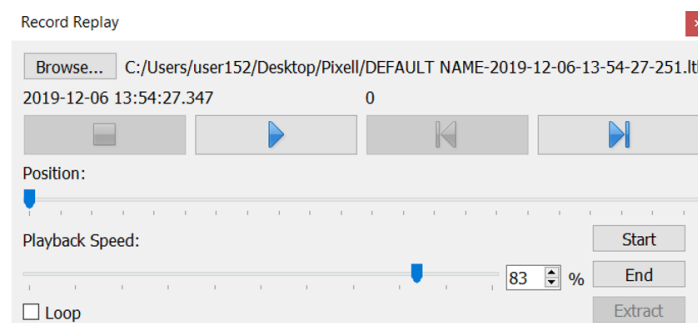 Record Replay
Browse... C:/Users/user152/Desktop/Pixell/DEFAULT NAME-2019-12-06-13-54-27-251.lt
2019-12-06 13:54:27.347 0
Position:
Playback Speed:
Start
83 %
End
Loop
Extract